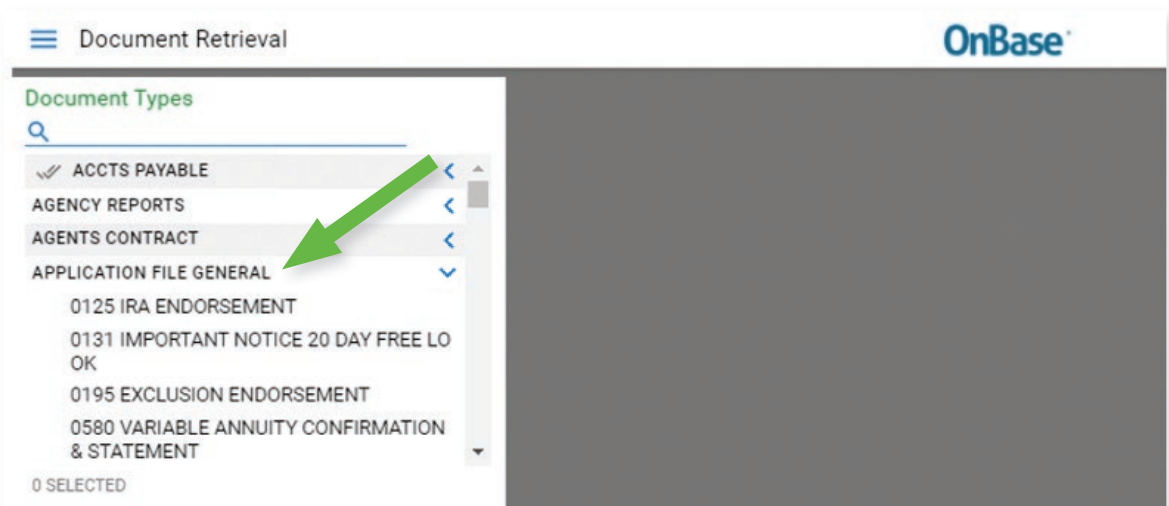 Document Retrieval
OnBase
Document Types
ACCTS PAYABLE
AGENCY REPORTS
AGENTS CONTRACT
APPLICATION FILE GENERAL
0125 IRA ENDORSEMENT
0131 IMPORTANT NOTICE 20 DAY FREE LO
OK
0195 EXCLUSION ENDORSEMENT
0580 VARIABLE ANNUITY CONFIRMATION
& STATEMENT
0 SELECTED